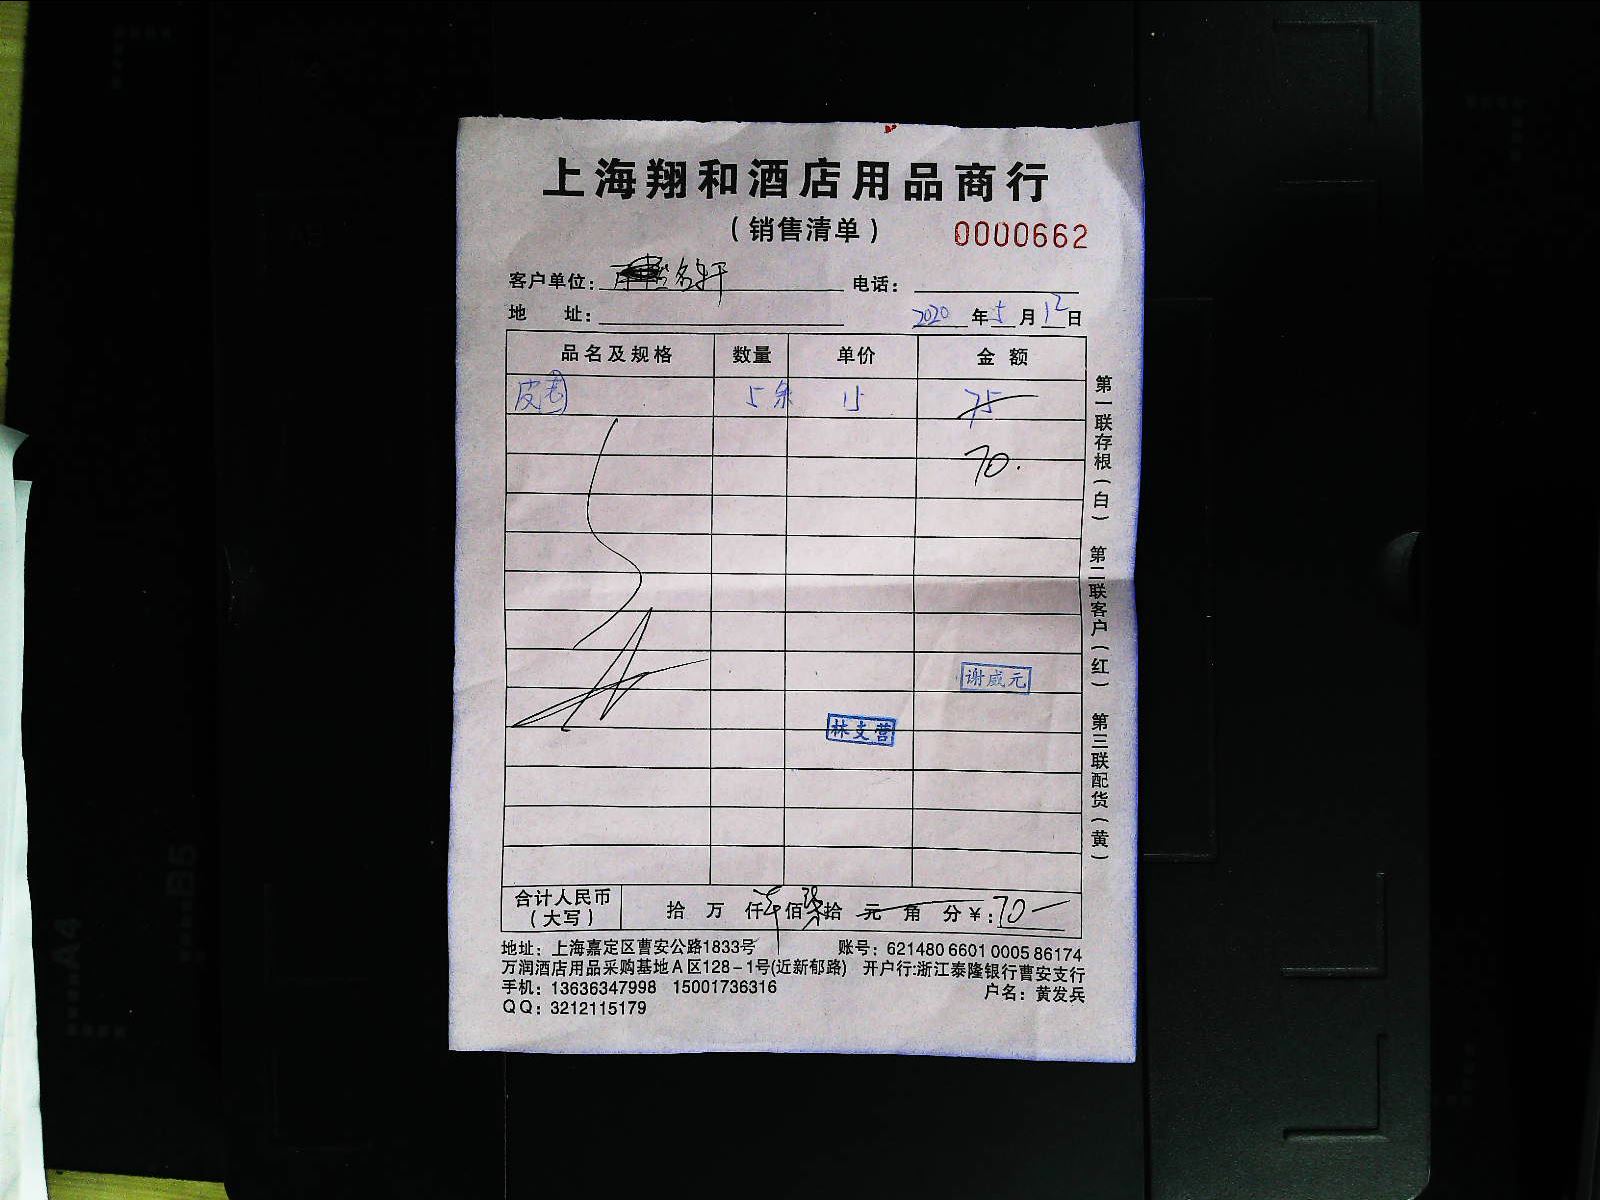 上海翔和酒店用品商行
（销售清单） 0000662
客户单位： 名轩 电话：
地 址： 2020 年 5 月 12 日
品名及规格 数量 单价 金额
皮卷 5条 15 75
70.
谢威元
林支营
合计人民币（大写） 拾 万 仟 佰 柒 拾 元 角 分 ¥：70—
地址：上海嘉定区曹安公路1833号 账号：621480 6601 0005 86174
万润酒店用品采购基地A区128-1号(近新郁路) 开户行:浙江泰隆银行曹安支行
手机：13636347998 15001736316 户名：黄发兵
QQ：3212115179
第一联存根（白） 第二联客户（红） 第三联配货（黄）